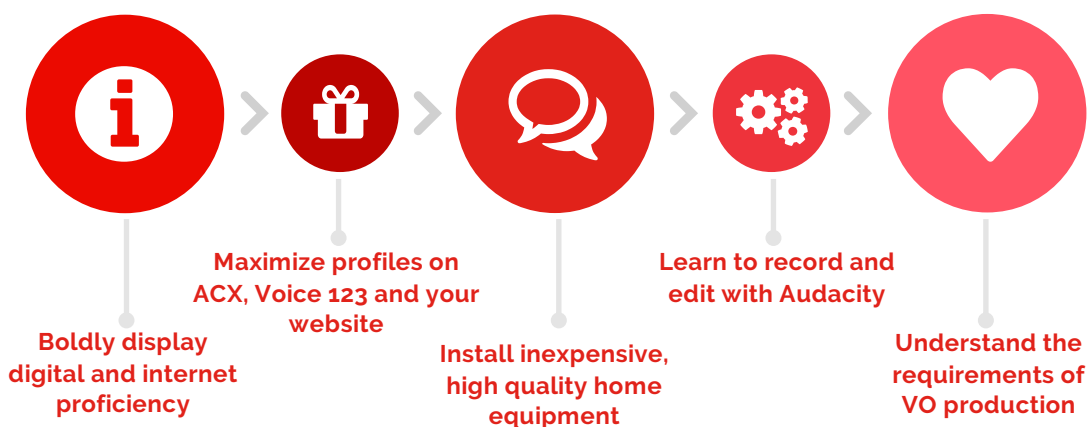 Boldly display
digital and internet
proficiency
Maximize profiles on
ACX, Voice 123 and your
website
Install inexpensive,
high quality home
equipment
Learn to record and
edit with Audacity
Understand the
requirements of
VO production